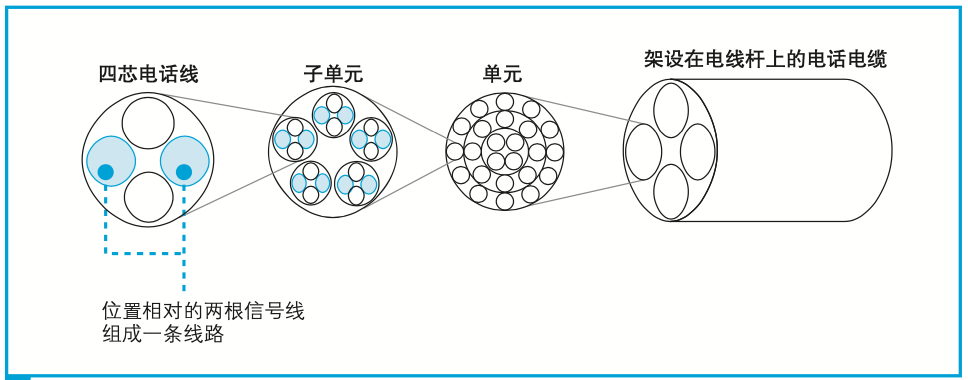 四芯电话线
子单元
单元
架设在电线杆上的电话电缆
位置相对的两根信号线
组成一条线路